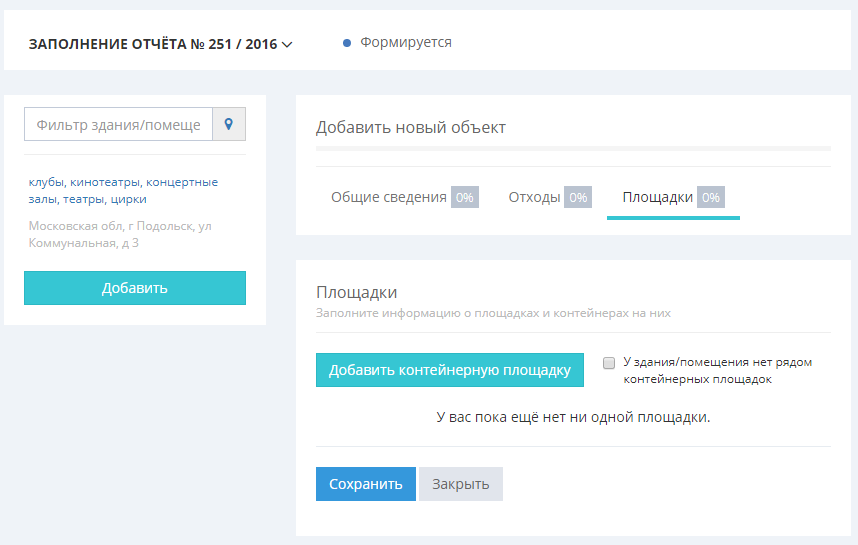 ЗАПОЛНЕНИЕ ОТЧЁТА № 251 / 2016
Формируется
Фильтр здания/помеще
клубы, кинотеатры, концертные
залы, театры, цирки
Московская обл, г Подольск, ул
Коммунальная, д 3
Добавить
Добавить новый объект
Общие сведения 0% Отходы 0% Площадки 0%
Площадки
Заполните информацию о площадках и контейнерах на них
Добавить контейнерную площадку
У здания/помещения нет рядом
контейнерных площадок
У вас пока ещё нет ни одной площадки.
Сохранить Закрыть